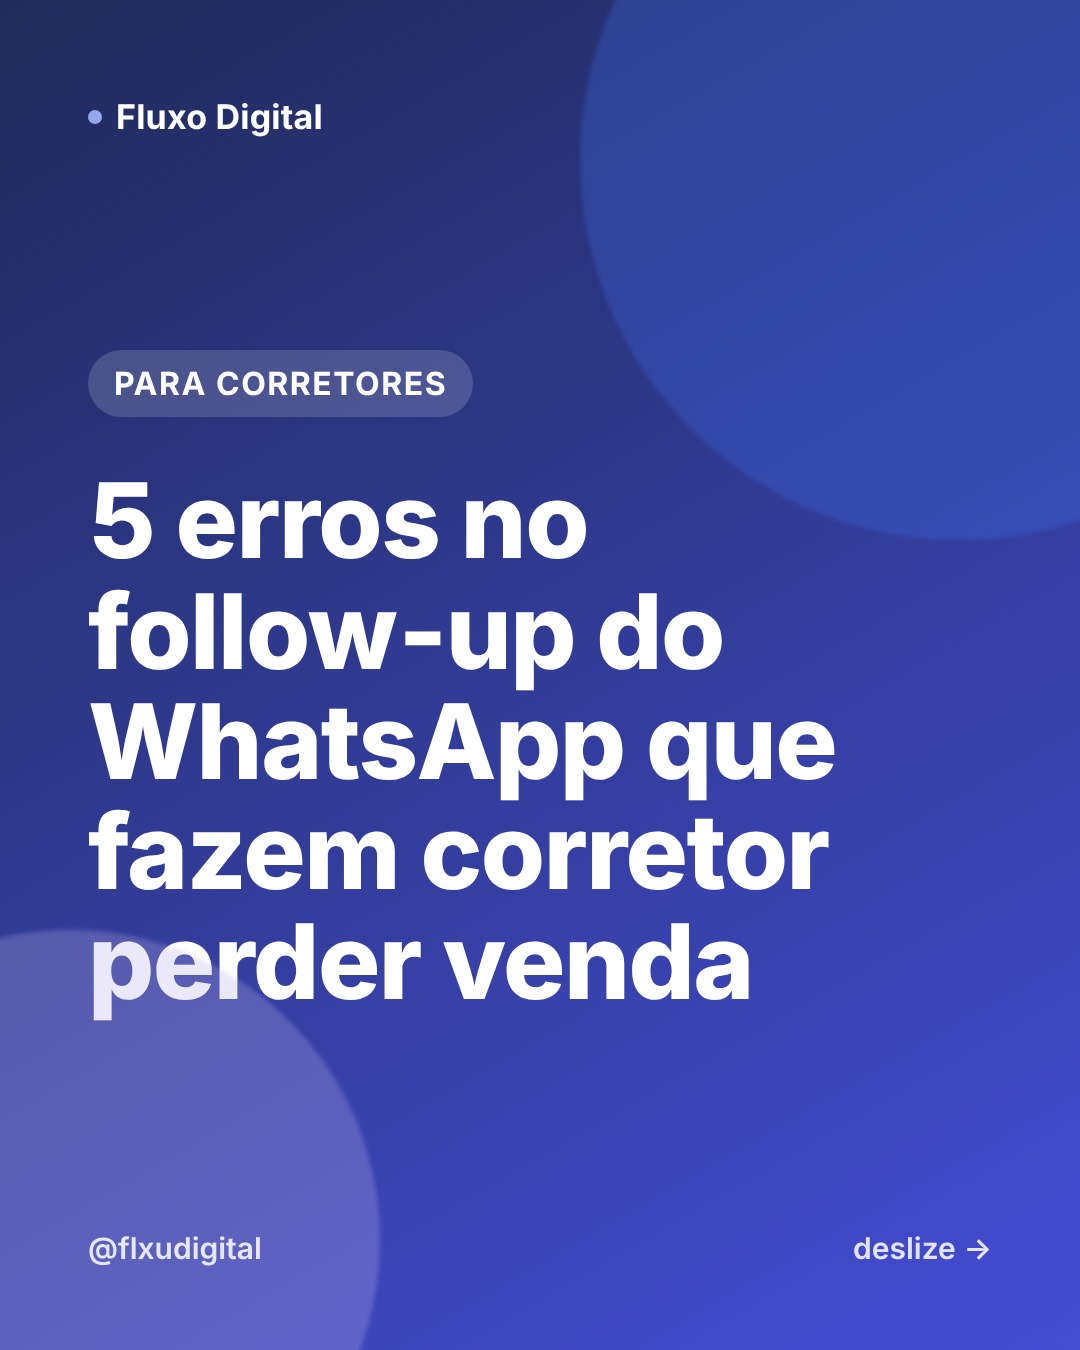 Fluxo Digital
PARA CORRETORES
5 erros no
follow-up do
WhatsApp que
fazem corretor
perder venda
@flxudigital
deslize →